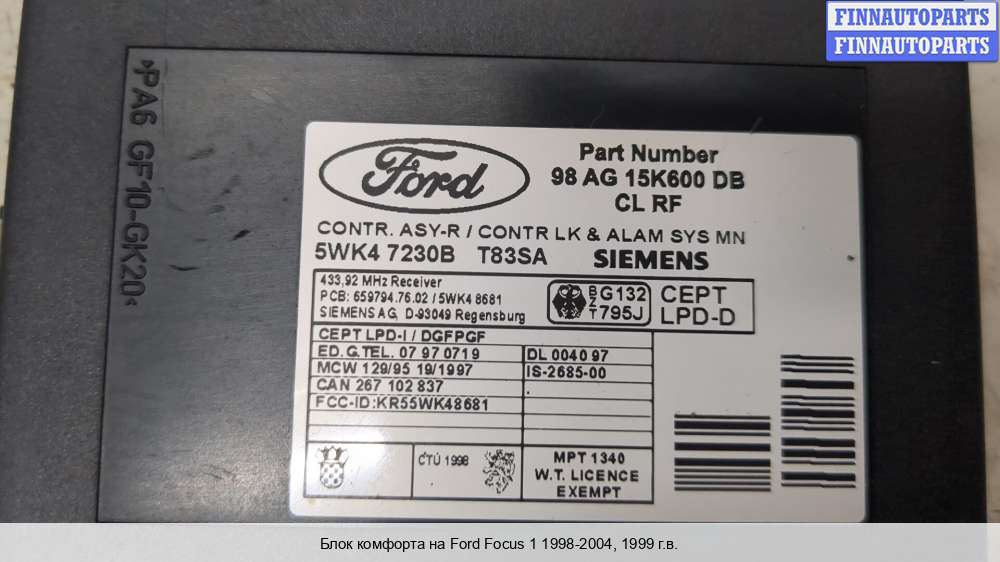 FINNAUTOPARTS
FINNAUTOPARTS
>PA6 GF10-GK20<
Ford
Part Number
98 AG 15K600 DB
CL RF
CONTR. ASY-R / CONTR LK & ALAM SYS MN
5WK4 7230B T83SA SIEMENS
433,92 MHz Receiver
PCB: 659794.76.02 / 5WK4 8681
SIEMENS AG, D-93049 Regensburg
BZT G132 795J
CEPT
LPD-D
CEPT LPD-I / DGFPGF
ED. G.TEL. 07 97 0719 DL 0040 97
MCW 129/95 19/1997 IS-2685-00
CAN 267 102 837
FCC-ID:KR55WK48681
ČTÚ 1998
MPT 1340
W.T. LICENCE
EXEMPT
Блок комфорта на Ford Focus 1 1998-2004, 1999 г.в.